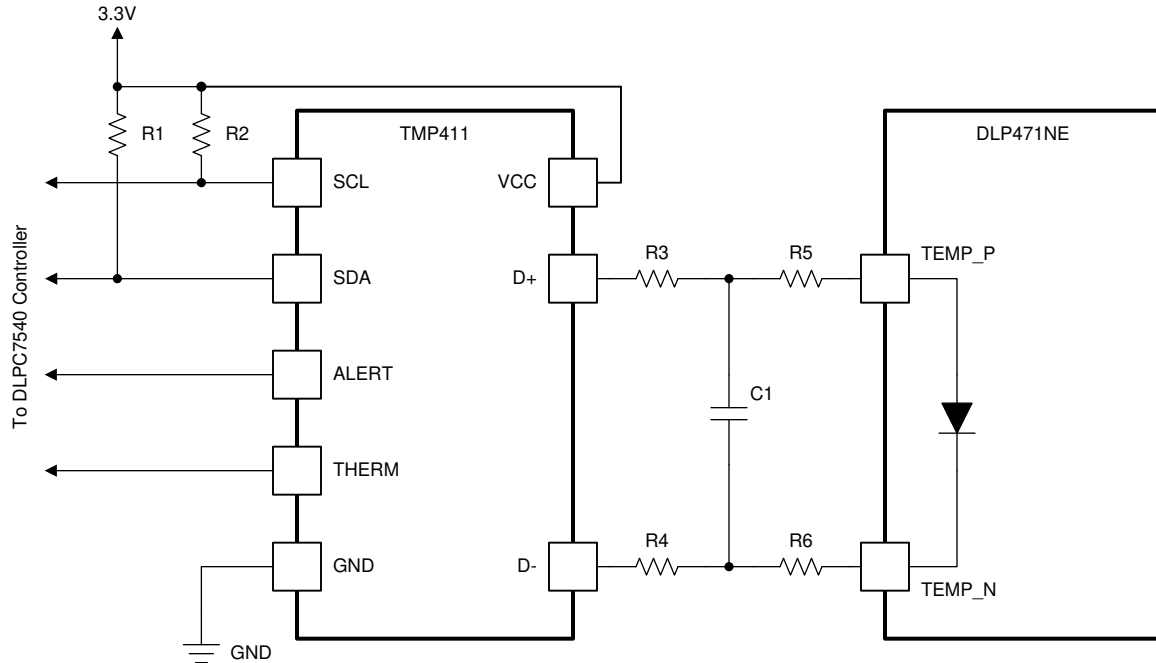 3.3V
R1
R2
TMP411
DLP471NE
SCL
VCC
R3
R5
TEMP_P
SDA
D+
To DLPC7540 Controller
ALERT
C1
THERM
R4
R6
GND
D-
TEMP_N
GND